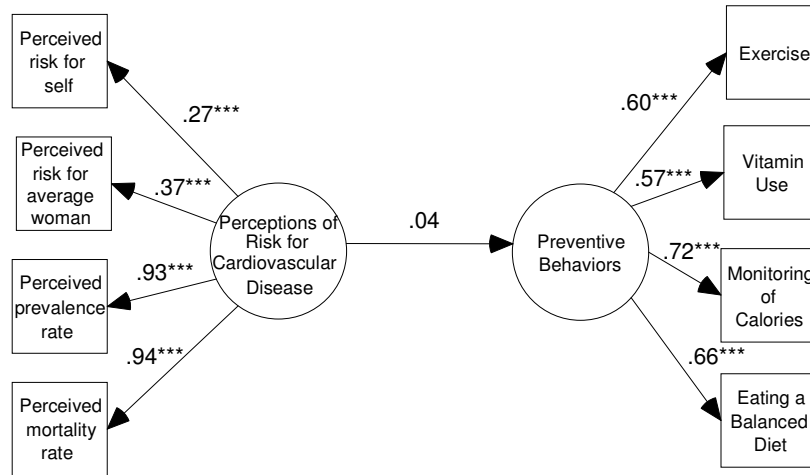 Perceived
risk for
self
.27***
Perceived
risk for
average
woman
.37***
Perceived
prevalence
rate
.93***
Perceived
mortality
rate
.94***
Perceptions of
Risk for
Cardiovascular
Disease
.04
Preventive
Behaviors
.60***
Exercise
.57***
Vitamin
Use
.72***
Monitoring
of
Calories
.66***
Eating a
Balanced
Diet